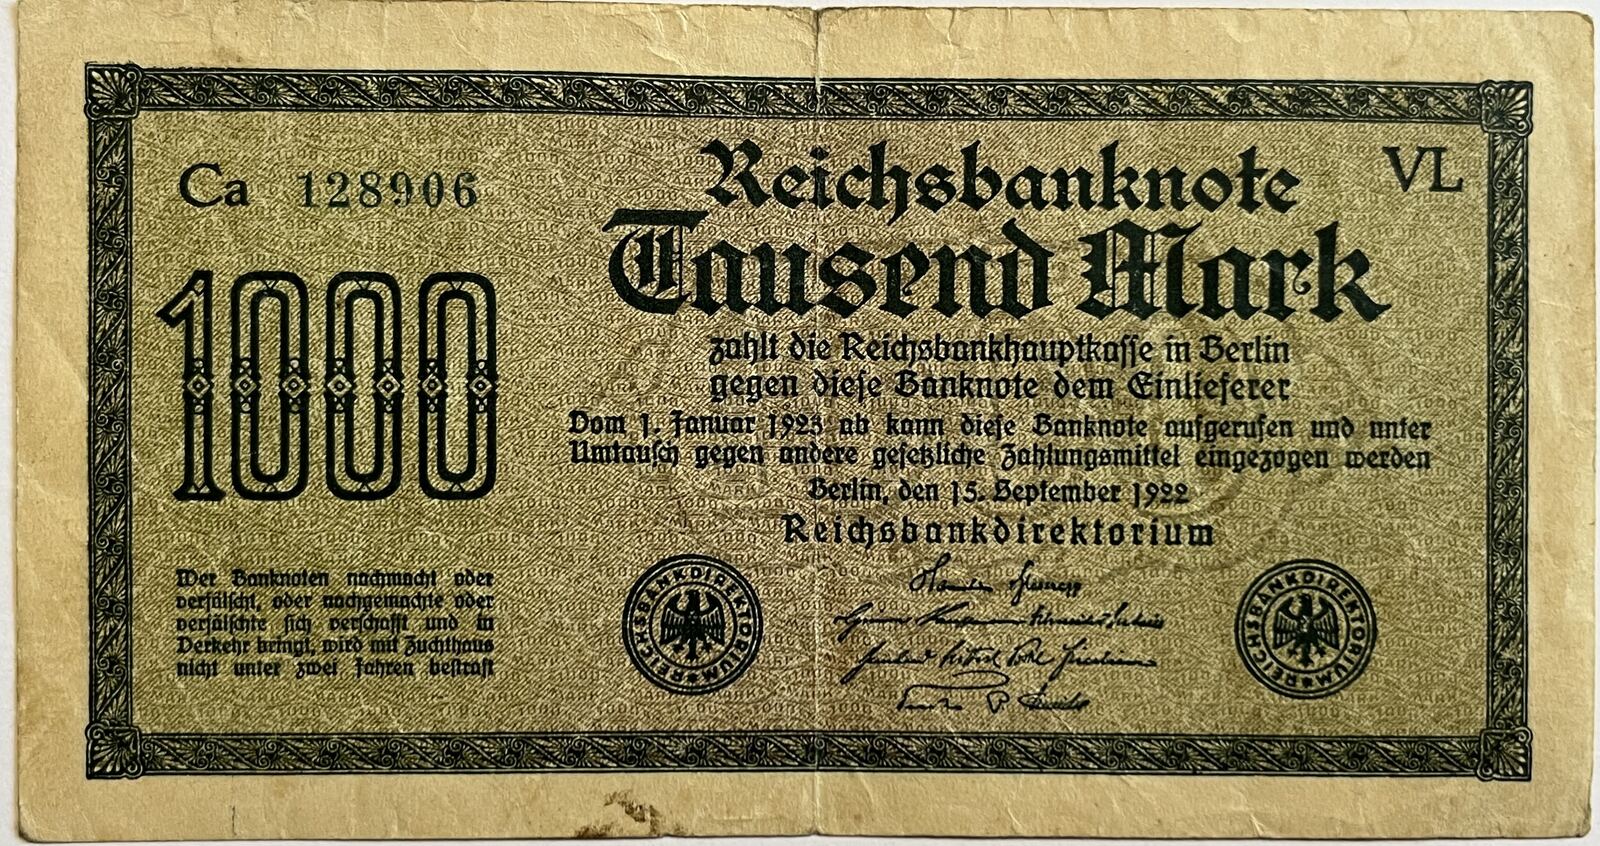 Ca 128906
VL
Reichsbanknote
Tausend Mark
1000
zahlt die Reichsbankhauptkasse in Berlin
gegen diese Banknote dem Einlieferer
Vom 1. Januar 1923 ab kann diese Banknote aufgerufen und unter
Umtausch gegen andere gesetzliche Zahlungsmittel eingezogen werden
Berlin, den 15. September 1922
Reichsbankdirektorium
Wer Banknoten nachmacht oder
verfälscht, oder nachgemachte oder
verfälschte sich verschafft und in
Verkehr bringt, wird mit Zuchthaus
nicht unter zwei Jahren bestraft
REICHSBANKDIREKTORIUM
REICHSBANKDIREKTORIUM